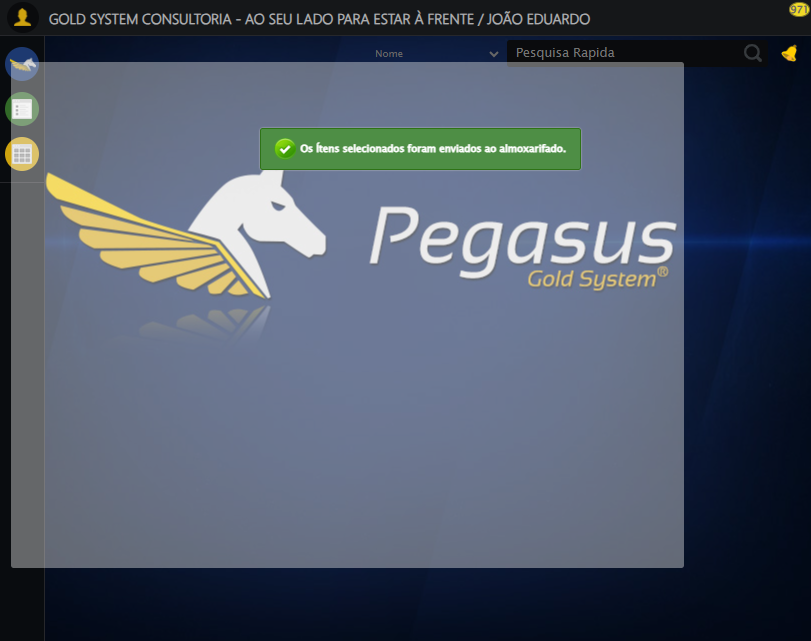 GOLD SYSTEM CONSULTORIA - AO SEU LADO PARA ESTAR À FRENTE / JOÃO EDUARDO
971
Nome
Pesquisa Rapida
Os Ítens selecionados foram enviados ao almoxarifado.
Pegasus
Gold System®